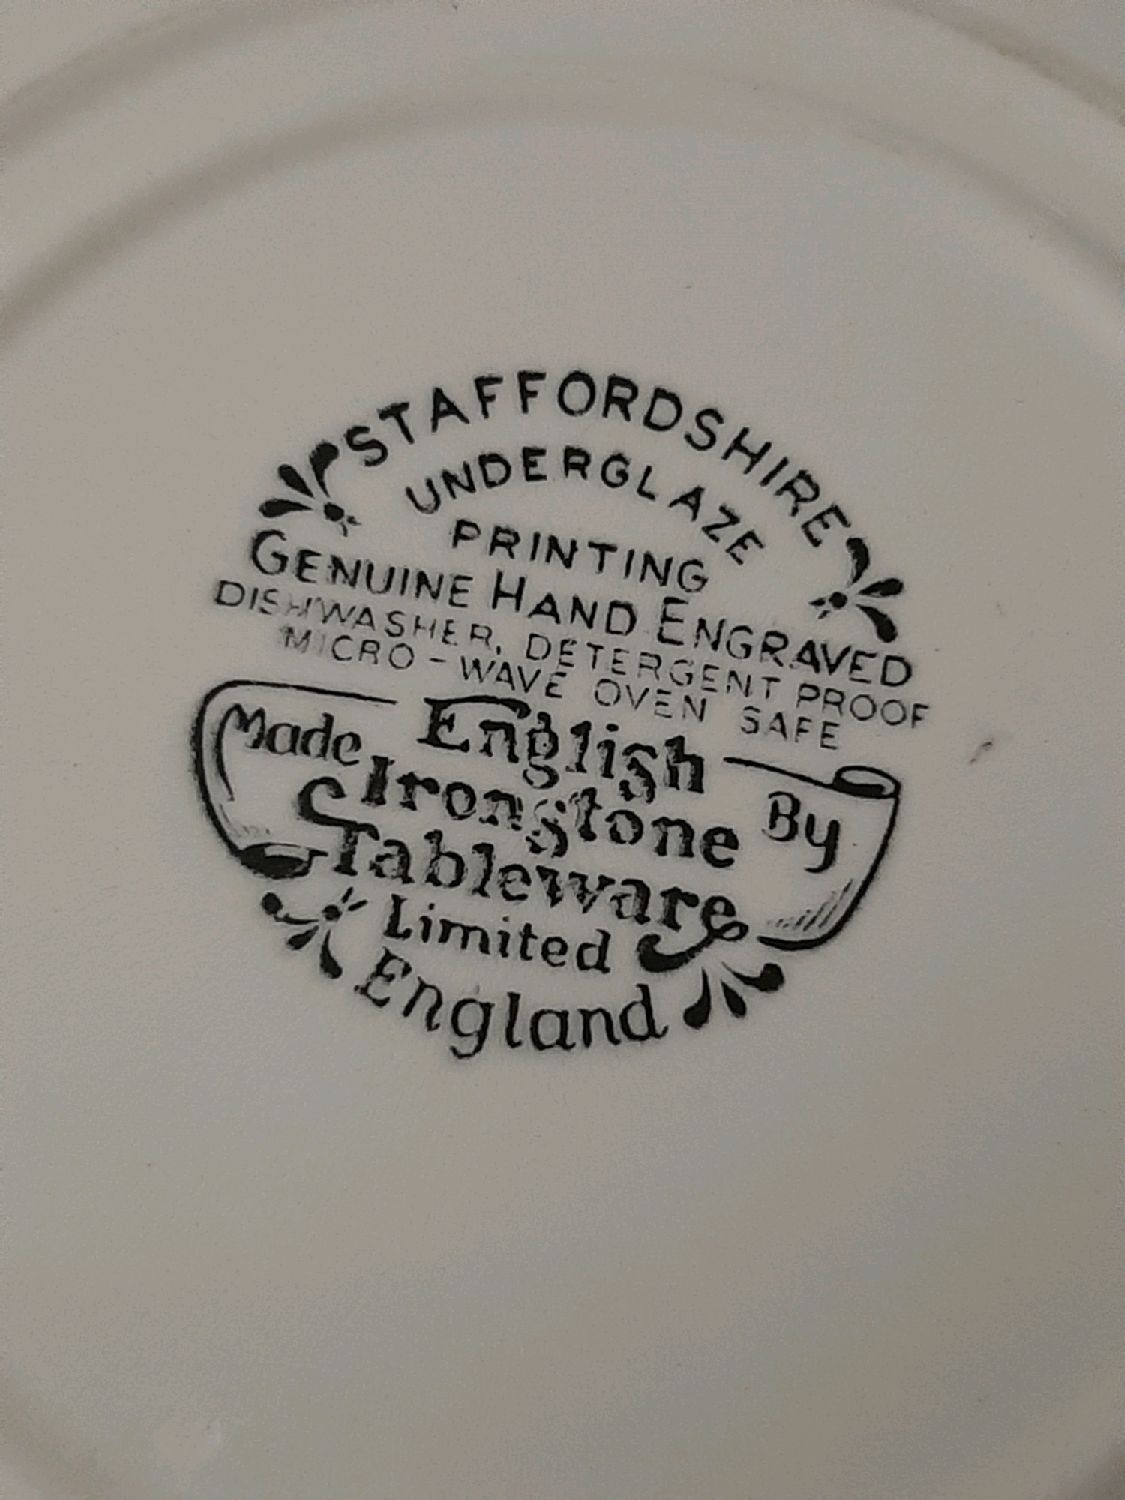 STAFFORDSHIRE
UNDERGLAZE
PRINTING
GENUINE HAND ENGRAVED
DISHWASHER, DETERGENT PROOF
MICRO-WAVE OVEN SAFE
Made English By
Ironstone
Tableware
Limited
England